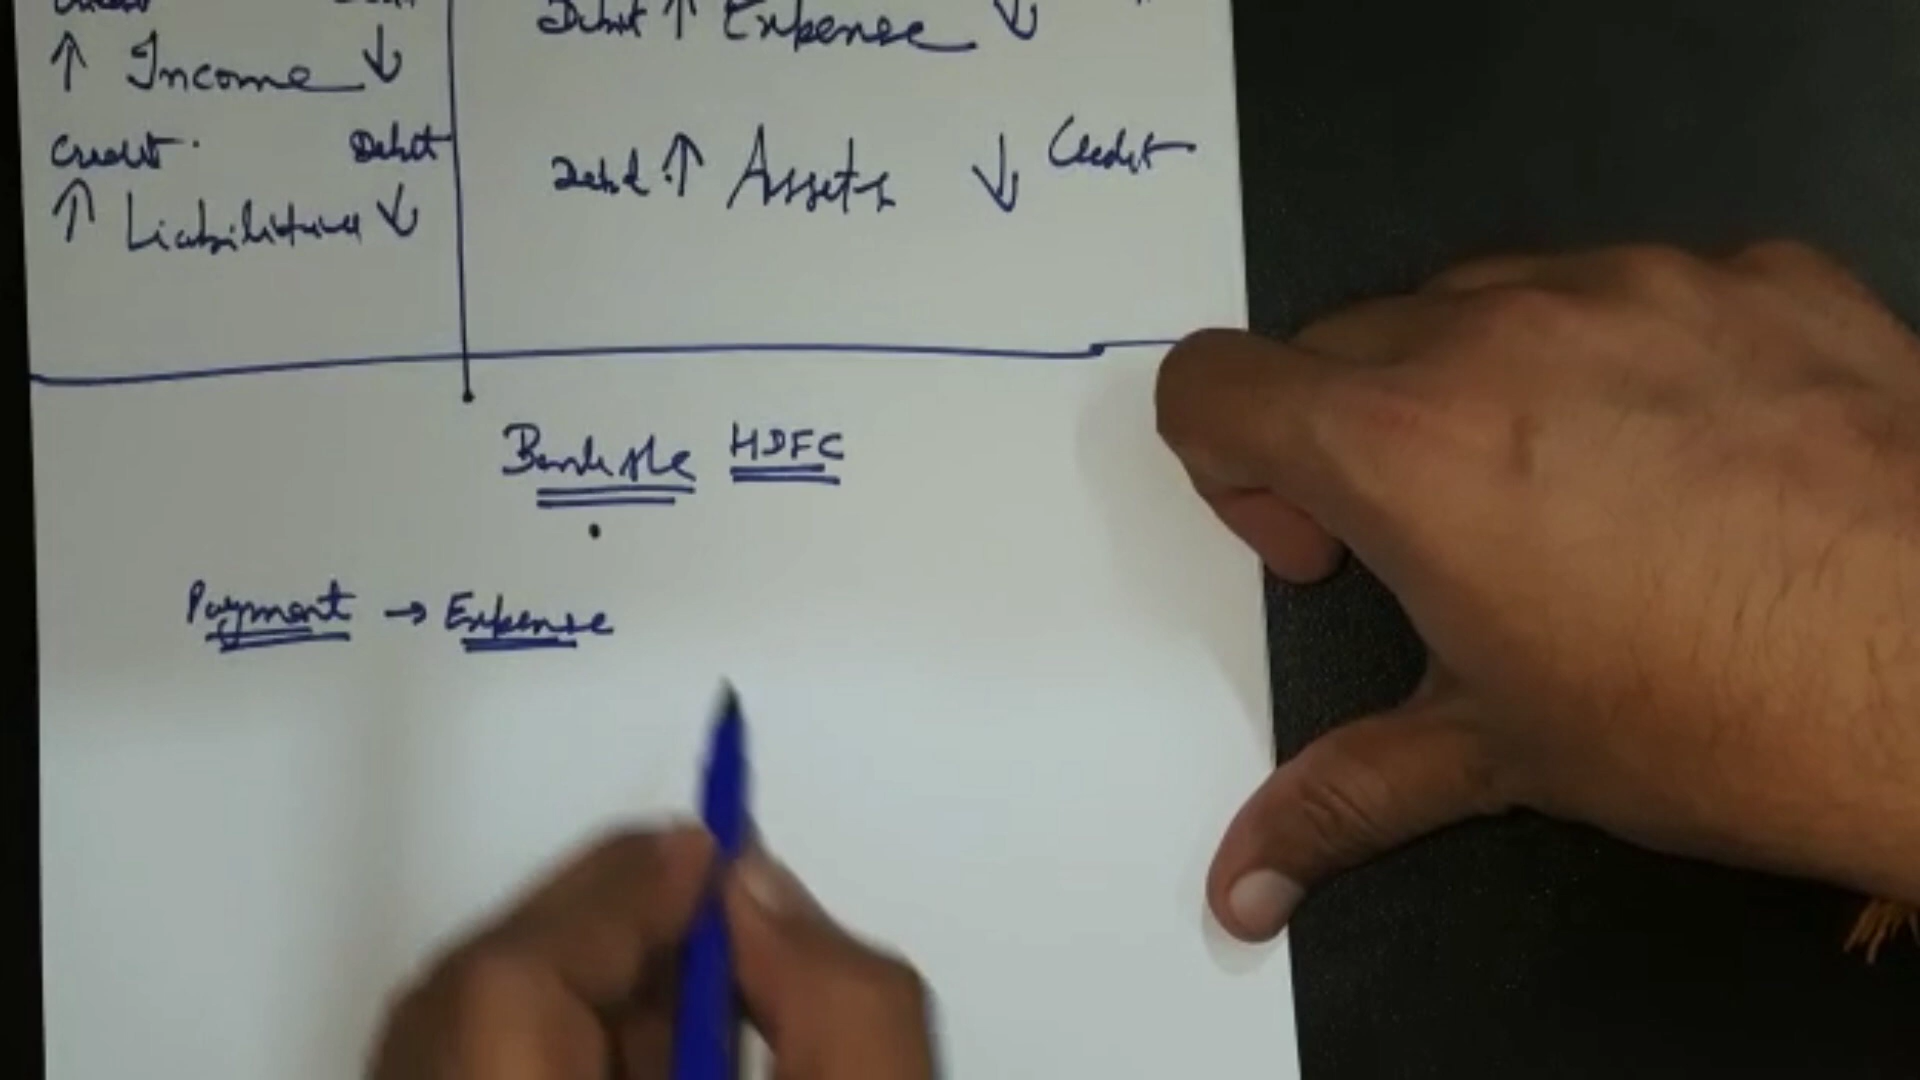 Debit ↑ Expense ↓
↑ Income ↓
Credit Debit
↑ Liabilities ↓
Debit ↑ Assets ↓ Credit
Bank HDFC
Payment → Expense